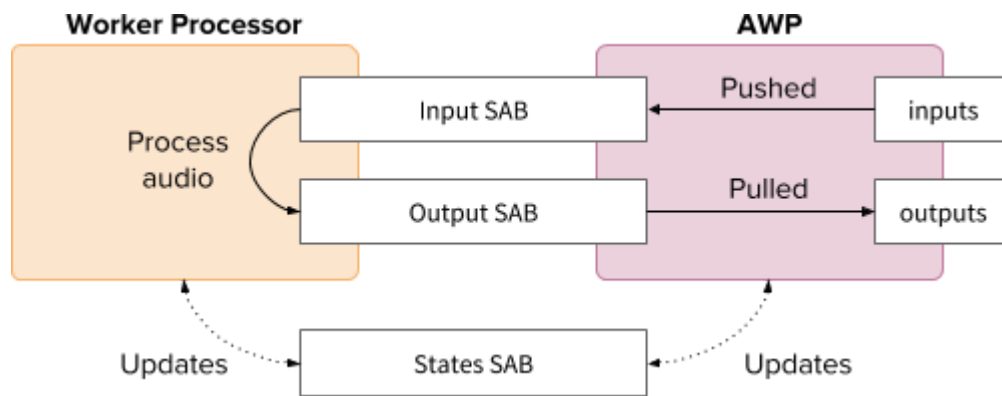 Worker Processor
AWP
Input SAB
Pushed
inputs
Process
audio
Output SAB
Pulled
outputs
Updates
States SAB
Updates